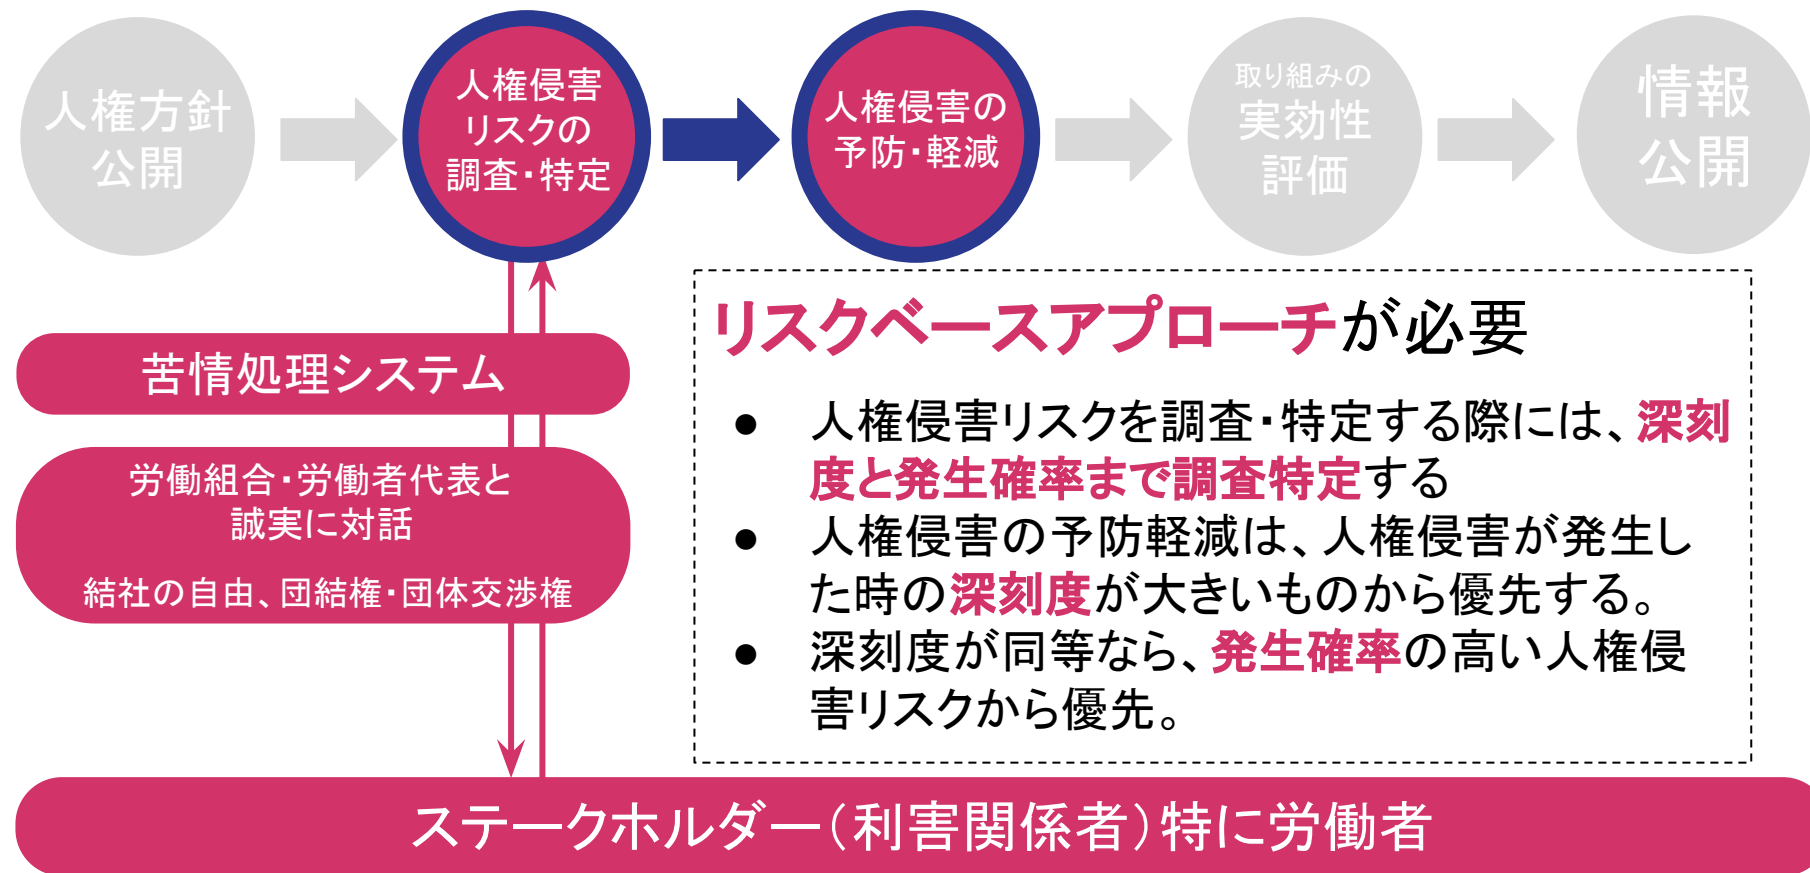 人権方針
公開
人権侵害
リスクの
調査・特定
人権侵害の
予防・軽減
取り組みの
実効性
評価
情報
公開
苦情処理システム
労働組合・労働者代表と
誠実に対話
結社の自由、団結権・団体交渉権
リスクベースアプローチが必要
● 人権侵害リスクを調査・特定する際には、深刻
度と発生確率まで調査特定する
● 人権侵害の予防軽減は、人権侵害が発生し
た時の深刻度が大きいものから優先する。
● 深刻度が同等なら、発生確率の高い人権侵
害リスクから優先。
ステークホルダー（利害関係者）特に労働者